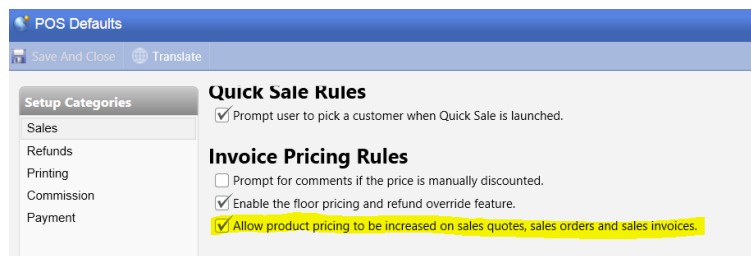 POS Defaults
Save And Close
Translate
Setup Categories
Sales
Refunds
Printing
Commission
Payment
Quick Sale Rules
Prompt user to pick a customer when Quick Sale is launched.
Invoice Pricing Rules
Prompt for comments if the price is manually discounted.
Enable the floor pricing and refund override feature.
Allow product pricing to be increased on sales quotes, sales orders and sales invoices.